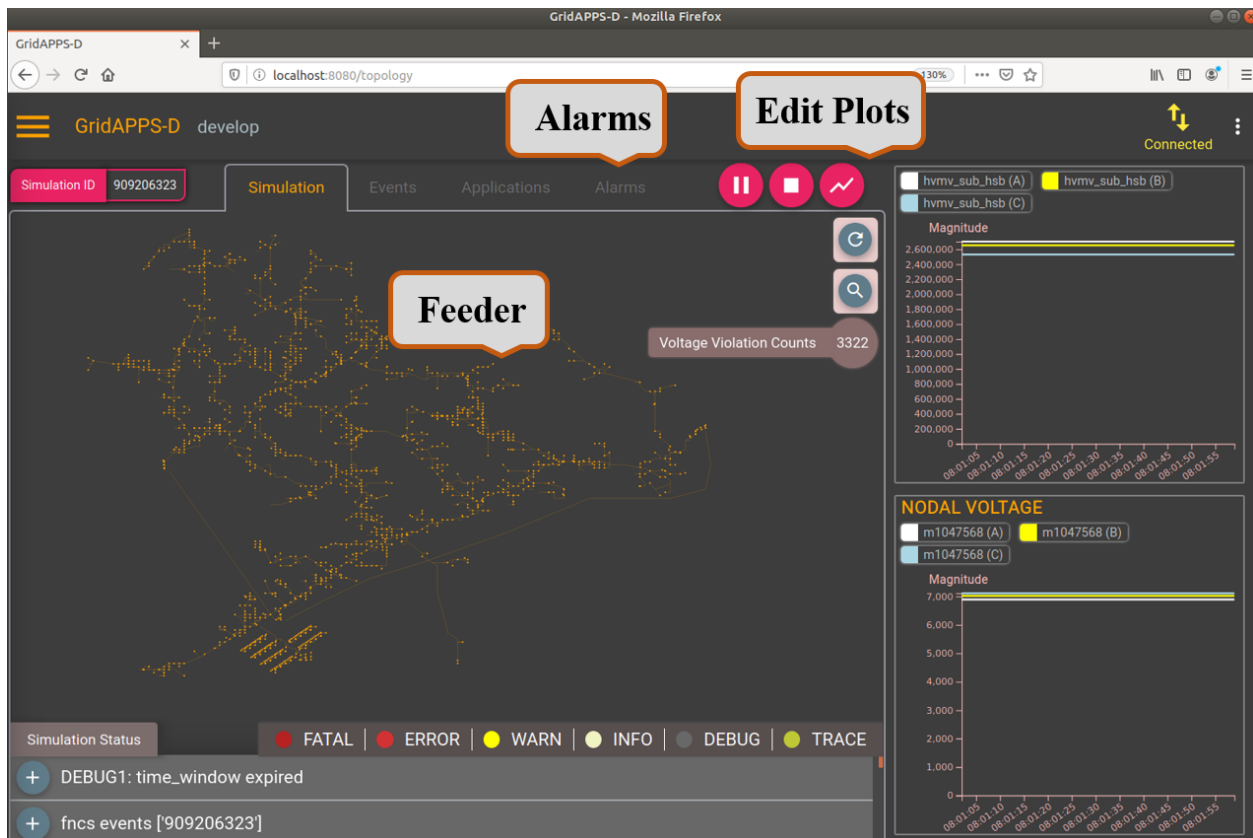 GridAPPS-D - Mozilla Firefox
GridAPPS-D
localhost:8080/topology
130%
Alarms
Edit Plots
GridAPPS-D develop
Connected
Simulation ID 909206323
Simulation Events Applications Alarms
Feeder
Voltage Violation Counts 3322
hvmv_sub_hsb (A) hvmv_sub_hsb (B)
hvmv_sub_hsb (C)
Magnitude
2,600,000
2,400,000
2,200,000
2,000,000
1,800,000
1,600,000
1,400,000
1,200,000
1,000,000
800,000
600,000
400,000
200,000
0
08:01:05 08:01:10 08:01:15 08:01:20 08:01:25 08:01:30 08:01:35 08:01:40 08:01:45 08:01:50 08:01:55
NODAL VOLTAGE
m1047568 (A) m1047568 (B)
m1047568 (C)
Magnitude
7,000
6,000
5,000
4,000
3,000
2,000
1,000
0
08:01:05 08:01:10 08:01:15 08:01:20 08:01:25 08:01:30 08:01:35 08:01:40 08:01:45 08:01:50 08:01:55
Simulation Status
FATAL ERROR WARN INFO DEBUG TRACE
DEBUG1: time_window expired
fncs events ['909206323']